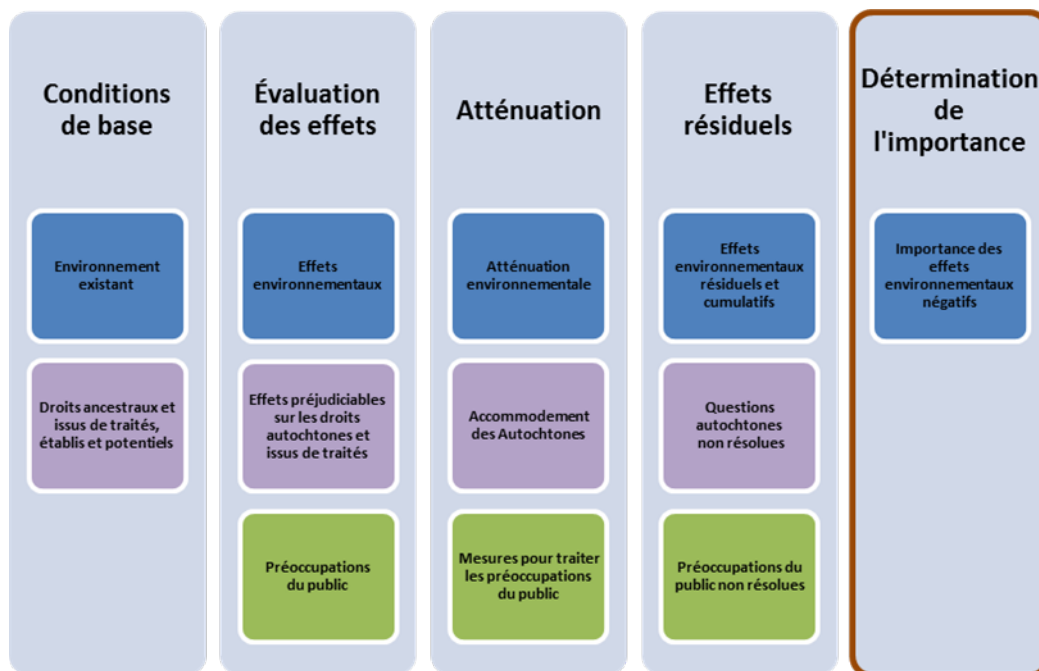 Conditions
de base
Évaluation
des effets
Atténuation
Effets
résiduels
Détermination
de
l'importance
Environnement
existant
Effets
environnementaux
Atténuation
environnementale
Effets
environnementaux
résiduels et
cumulatifs
Importance des
effets
environnementaux
négatifs
Droits ancestraux et
issus de traités,
établis et potentiels
Effets préjudiciables
sur les droits
autochtones et
issus de traités
Accommodement
des Autochtones
Questions
autochtones
non résolues
Préoccupations
du public
Mesures pour traiter
les préoccupations
du public
Préoccupations du
public non résolues